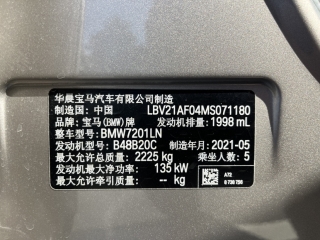 华晨宝马汽车有限公司制造
制造国：中国 LBV21AF04MS071180
品牌：宝马(BMW)牌 发动机排量：1998 mL
整车型号：BMW7201LN
发动机型号：B48B20C 制造年月：2021-05
最大允许总质量：2225 kg 乘坐人数：5
发动机最大净功率：135 kW
最大允许牵引质量：-- kg
A72